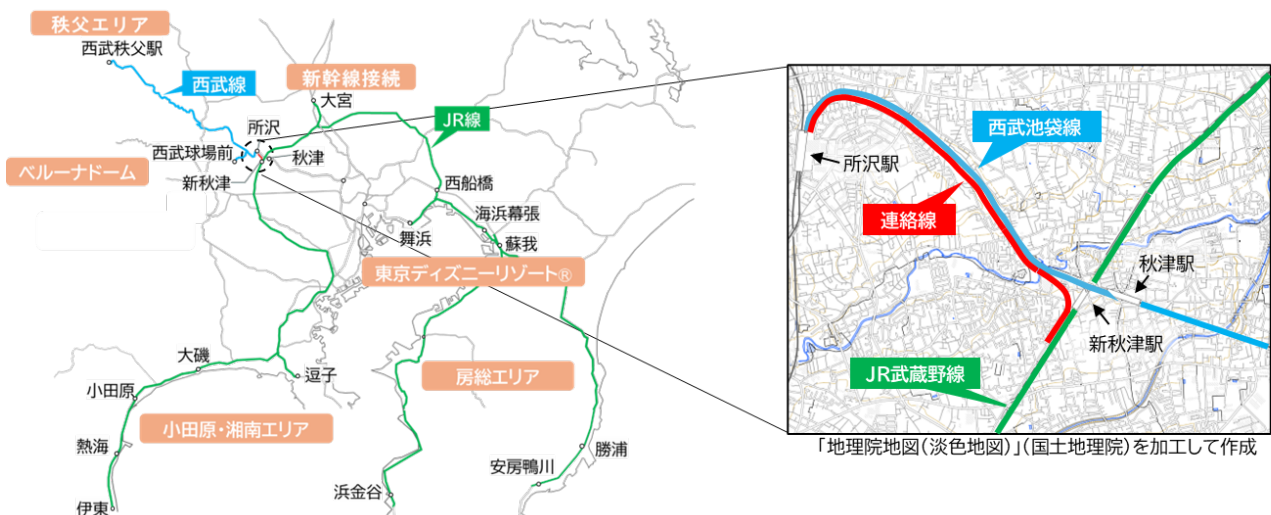 秩父エリア
西武秩父駅
西武線
新幹線接続
大宮
JR線
所沢
西武球場前
秋津
ベルーナドーム
新秋津
西船橋
海浜幕張
舞浜
蘇我
東京ディズニーリゾート®
大磯
逗子
小田原
房総エリア
小田原・湘南エリア
熱海
勝浦
安房鴨川
浜金谷
伊東
西武池袋線
所沢駅
連絡線
秋津駅
新秋津駅
JR武蔵野線
「地理院地図(淡色地図)」(国土地理院)を加工して作成